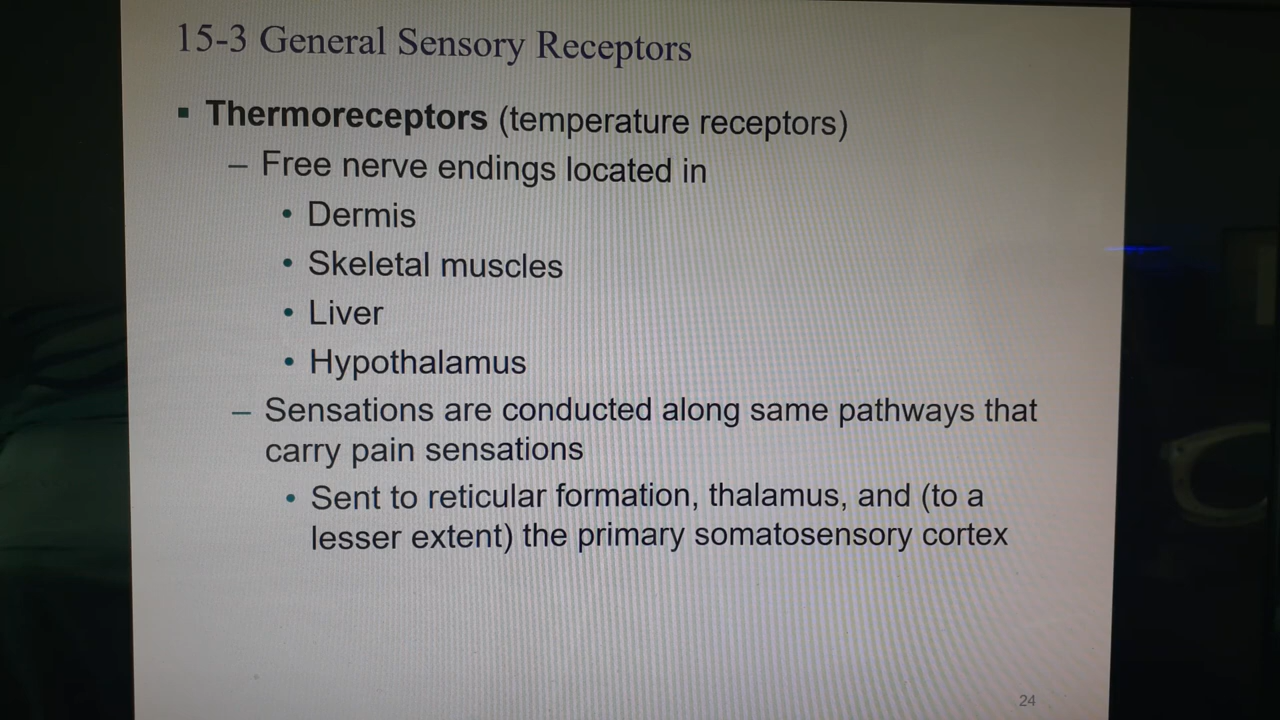 15-3 General Sensory Receptors
▪ Thermoreceptors (temperature receptors)
– Free nerve endings located in
• Dermis
• Skeletal muscles
• Liver
• Hypothalamus
– Sensations are conducted along same pathways that
carry pain sensations
• Sent to reticular formation, thalamus, and (to a
lesser extent) the primary somatosensory cortex
24